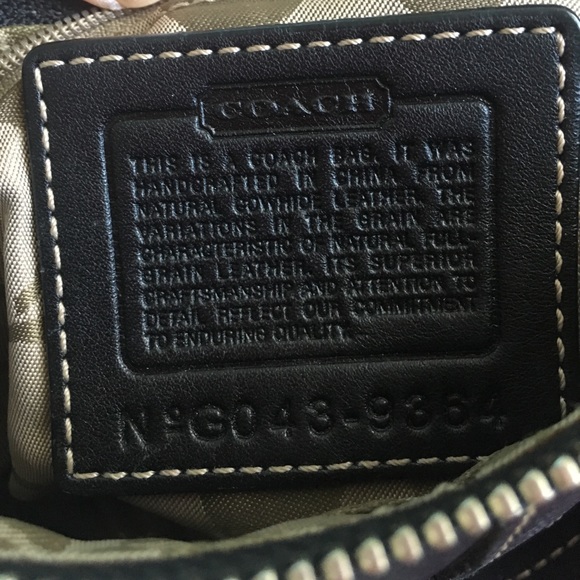 COACH
THIS IS A COACH BAG. IT WAS
HANDCRAFTED IN CHINA FROM
NATURAL COWHIDE LEATHER. THE
VARIATIONS IN THE GRAIN ARE
CHARACTERISTIC OF NATURAL FULL-
GRAIN LEATHER. ITS SUPERIOR
CRAFTSMANSHIP AND ATTENTION TO
DETAIL REFLECT OUR COMMITMENT
TO ENDURING QUALITY.
NºG043-9364